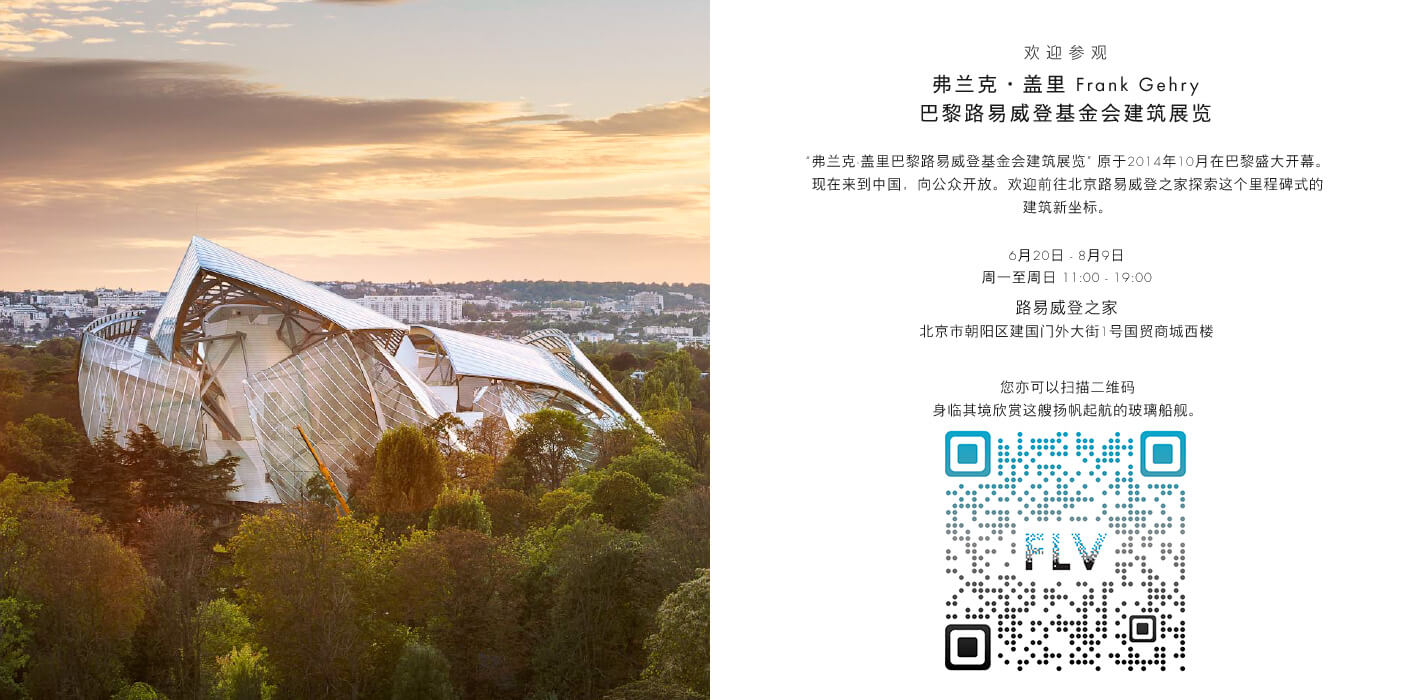 欢迎参观
弗兰克·盖里 Frank Gehry
巴黎路易威登基金会建筑展览
“弗兰克·盖里巴黎路易威登基金会建筑展览” 原于2014年10月在巴黎盛大开幕。
现在来到中国，向公众开放。欢迎前往北京路易威登之家探索这个里程碑式的
建筑新坐标。
6月20日 - 8月9日
周一至周日 11:00 - 19:00
路易威登之家
北京市朝阳区建国门外大街1号国贸商城西楼
您亦可以扫描二维码
身临其境欣赏这艘扬帆起航的玻璃船舰。
FLV